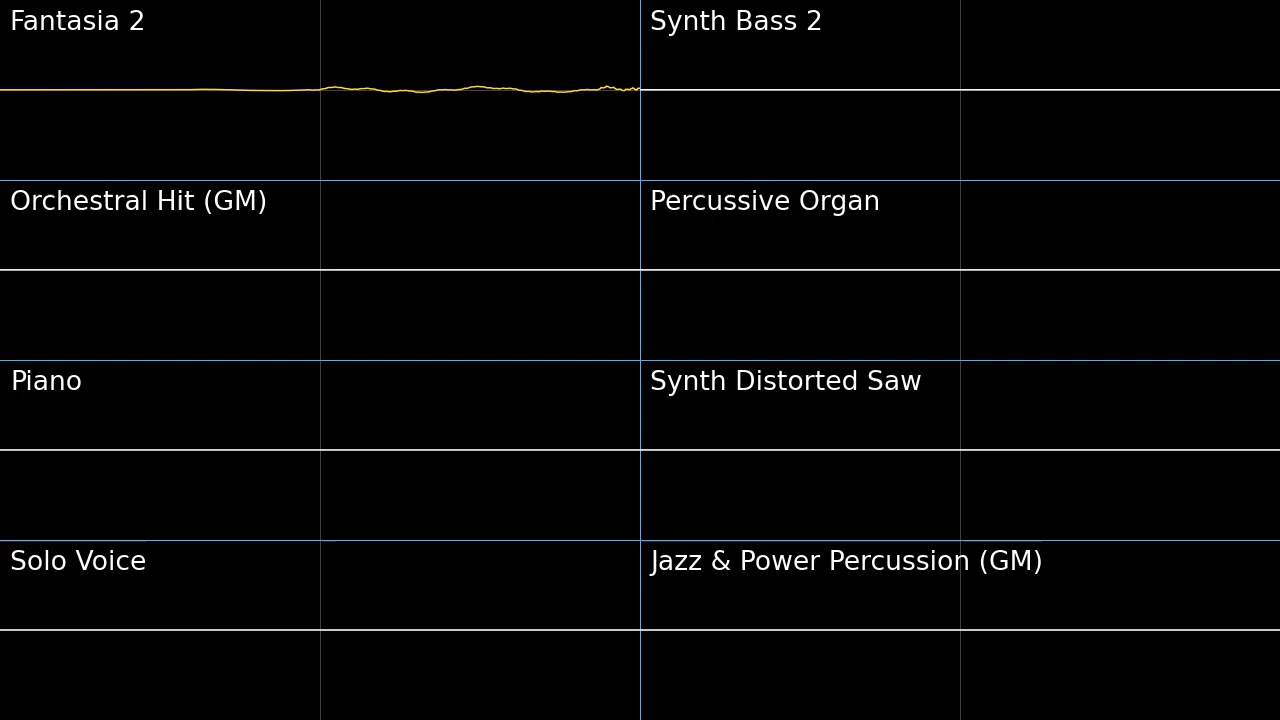 Fantasia 2
Synth Bass 2
Orchestral Hit (GM)
Percussive Organ
Piano
Synth Distorted Saw
Solo Voice
Jazz & Power Percussion (GM)